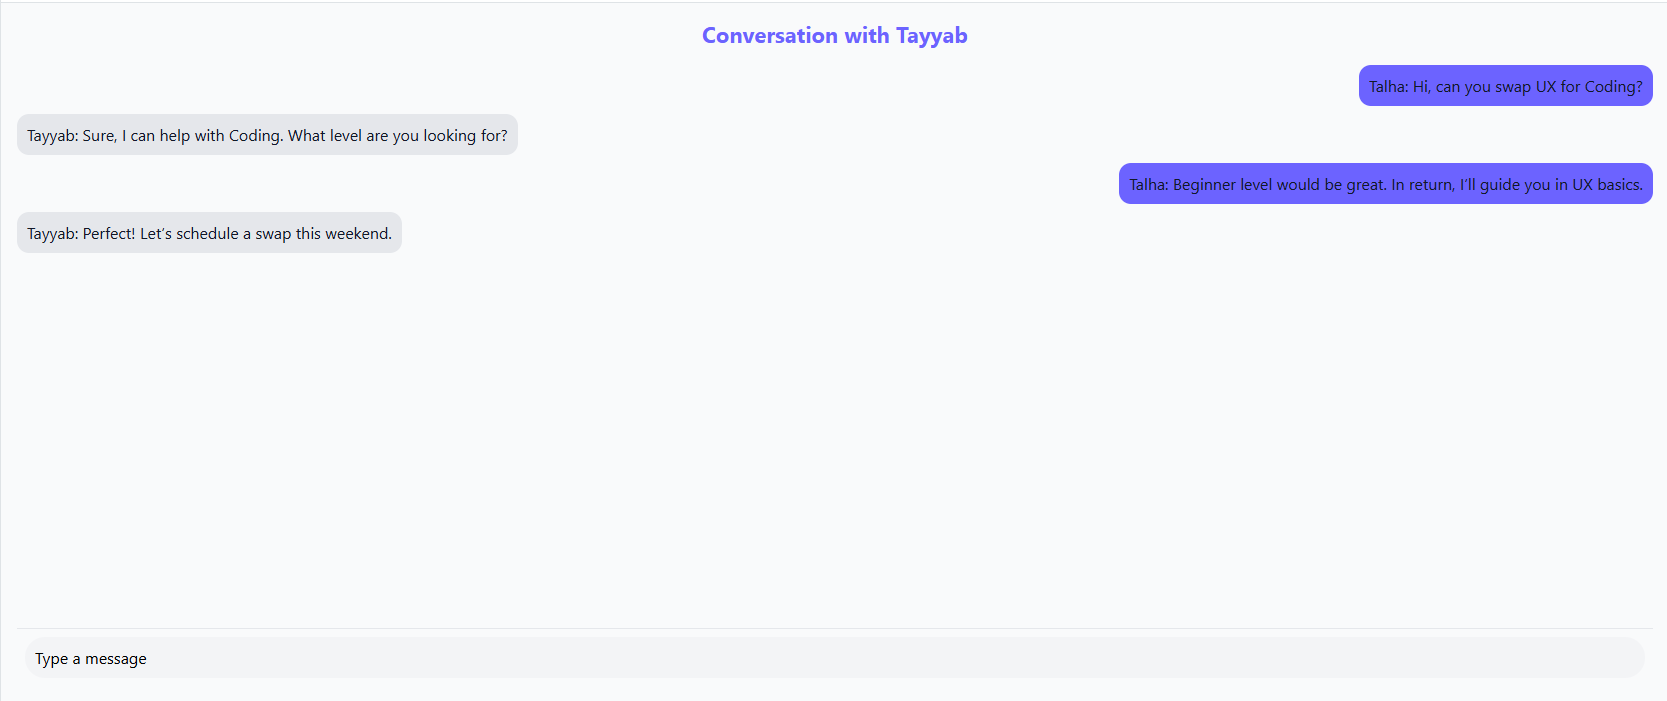 Conversation with Tayyab
Talha: Hi, can you swap UX for Coding?
Tayyab: Sure, I can help with Coding. What level are you looking for?
Talha: Beginner level would be great. In return, I’ll guide you in UX basics.
Tayyab: Perfect! Let’s schedule a swap this weekend.
Type a message